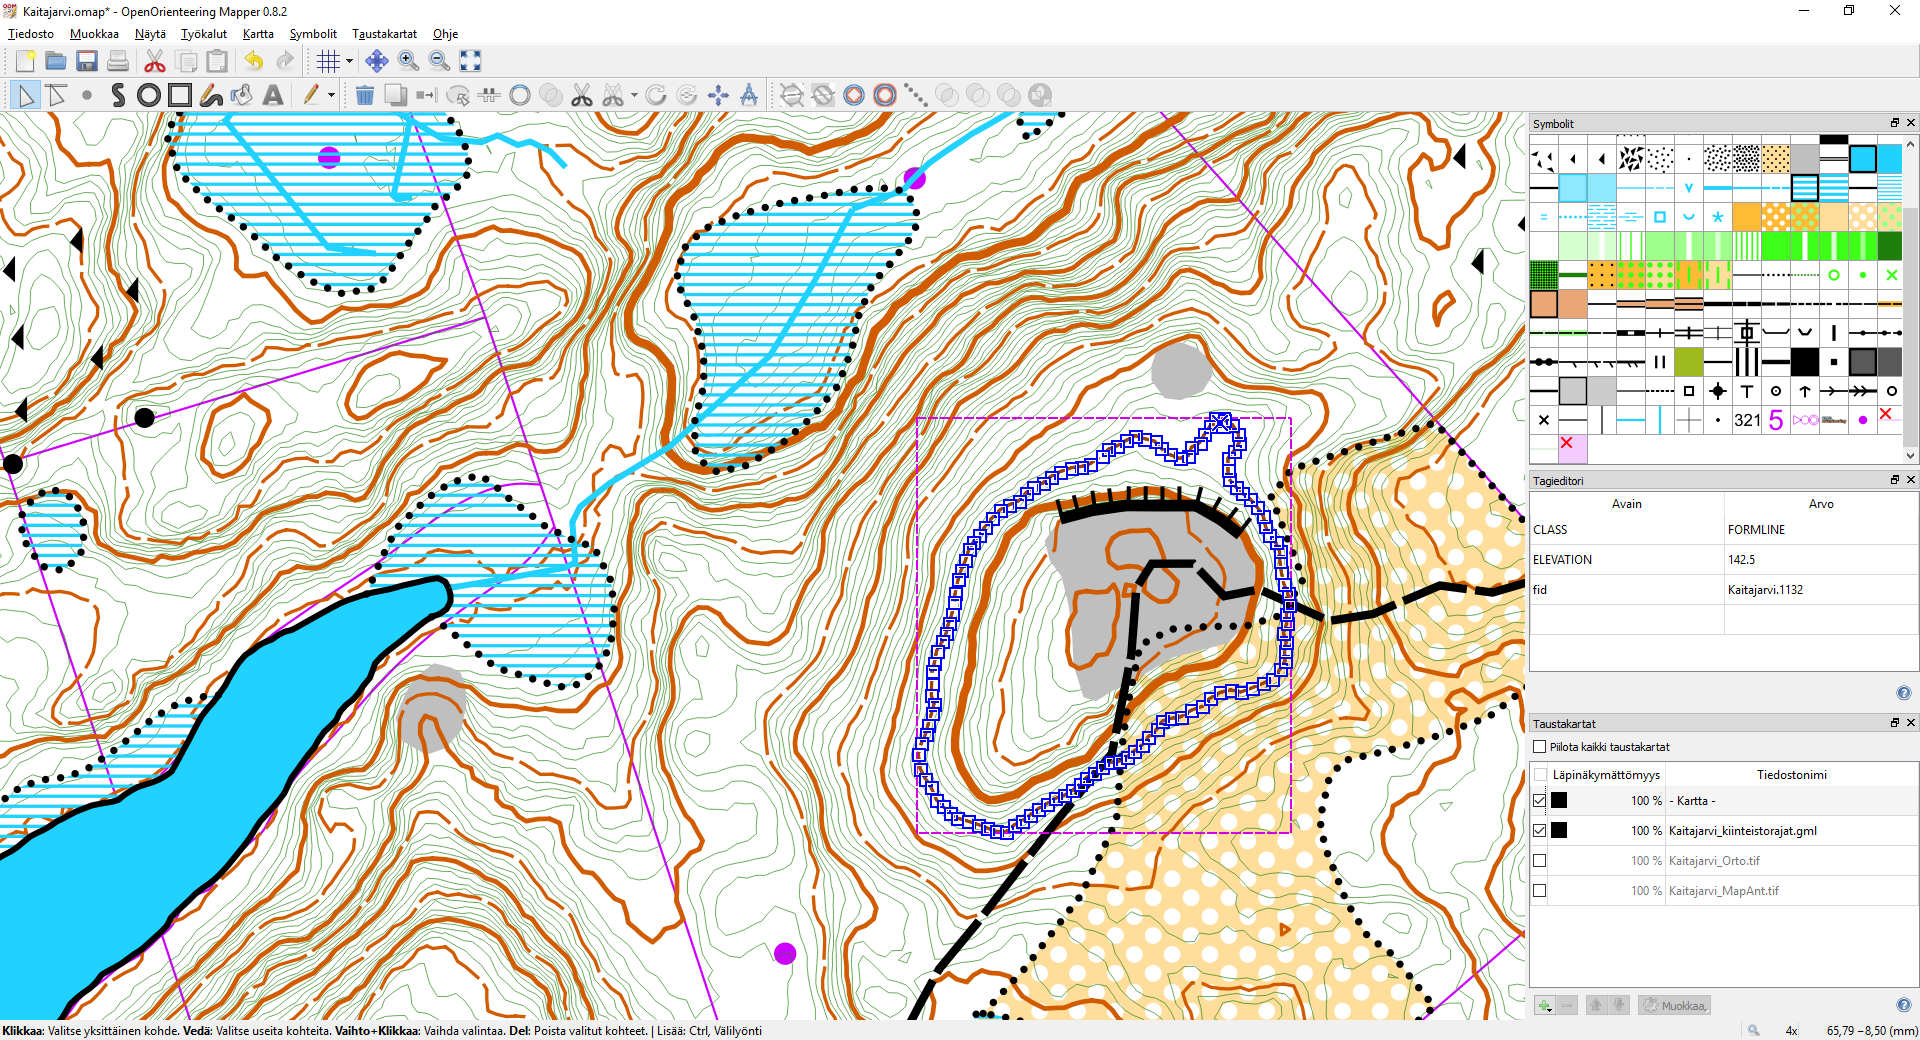 Kaitajarvi.omap* - OpenOrienteering Mapper 0.8.2
Tiedosto Muokkaa Näytä Työkalut Kartta Symbolit Taustakartat Ohje
Symbolit
321 5
Tagieditori
Avain Arvo
CLASS FORMLINE
ELEVATION 142.5
fid Kaitajarvi.1132
Taustakartat
Piilota kaikki taustakartat
Läpinäkymättömyys Tiedostonimi
100 % - Kartta -
100 % Kaitajarvi_kiinteistorajat.gml
100 % Kaitajarvi_Orto.tif
100 % Kaitajarvi_MapAnt.tif
Muokkaa...
Klikkaa: Valitse yksittäinen kohde. Vedä: Valitse useita kohteita. Vaihto+Klikkaa: Vaihda valintaa. Del: Poista valitut kohteet. | Lisää: Ctrl, Välilyönti
4x 65,79 −8,50 (mm)